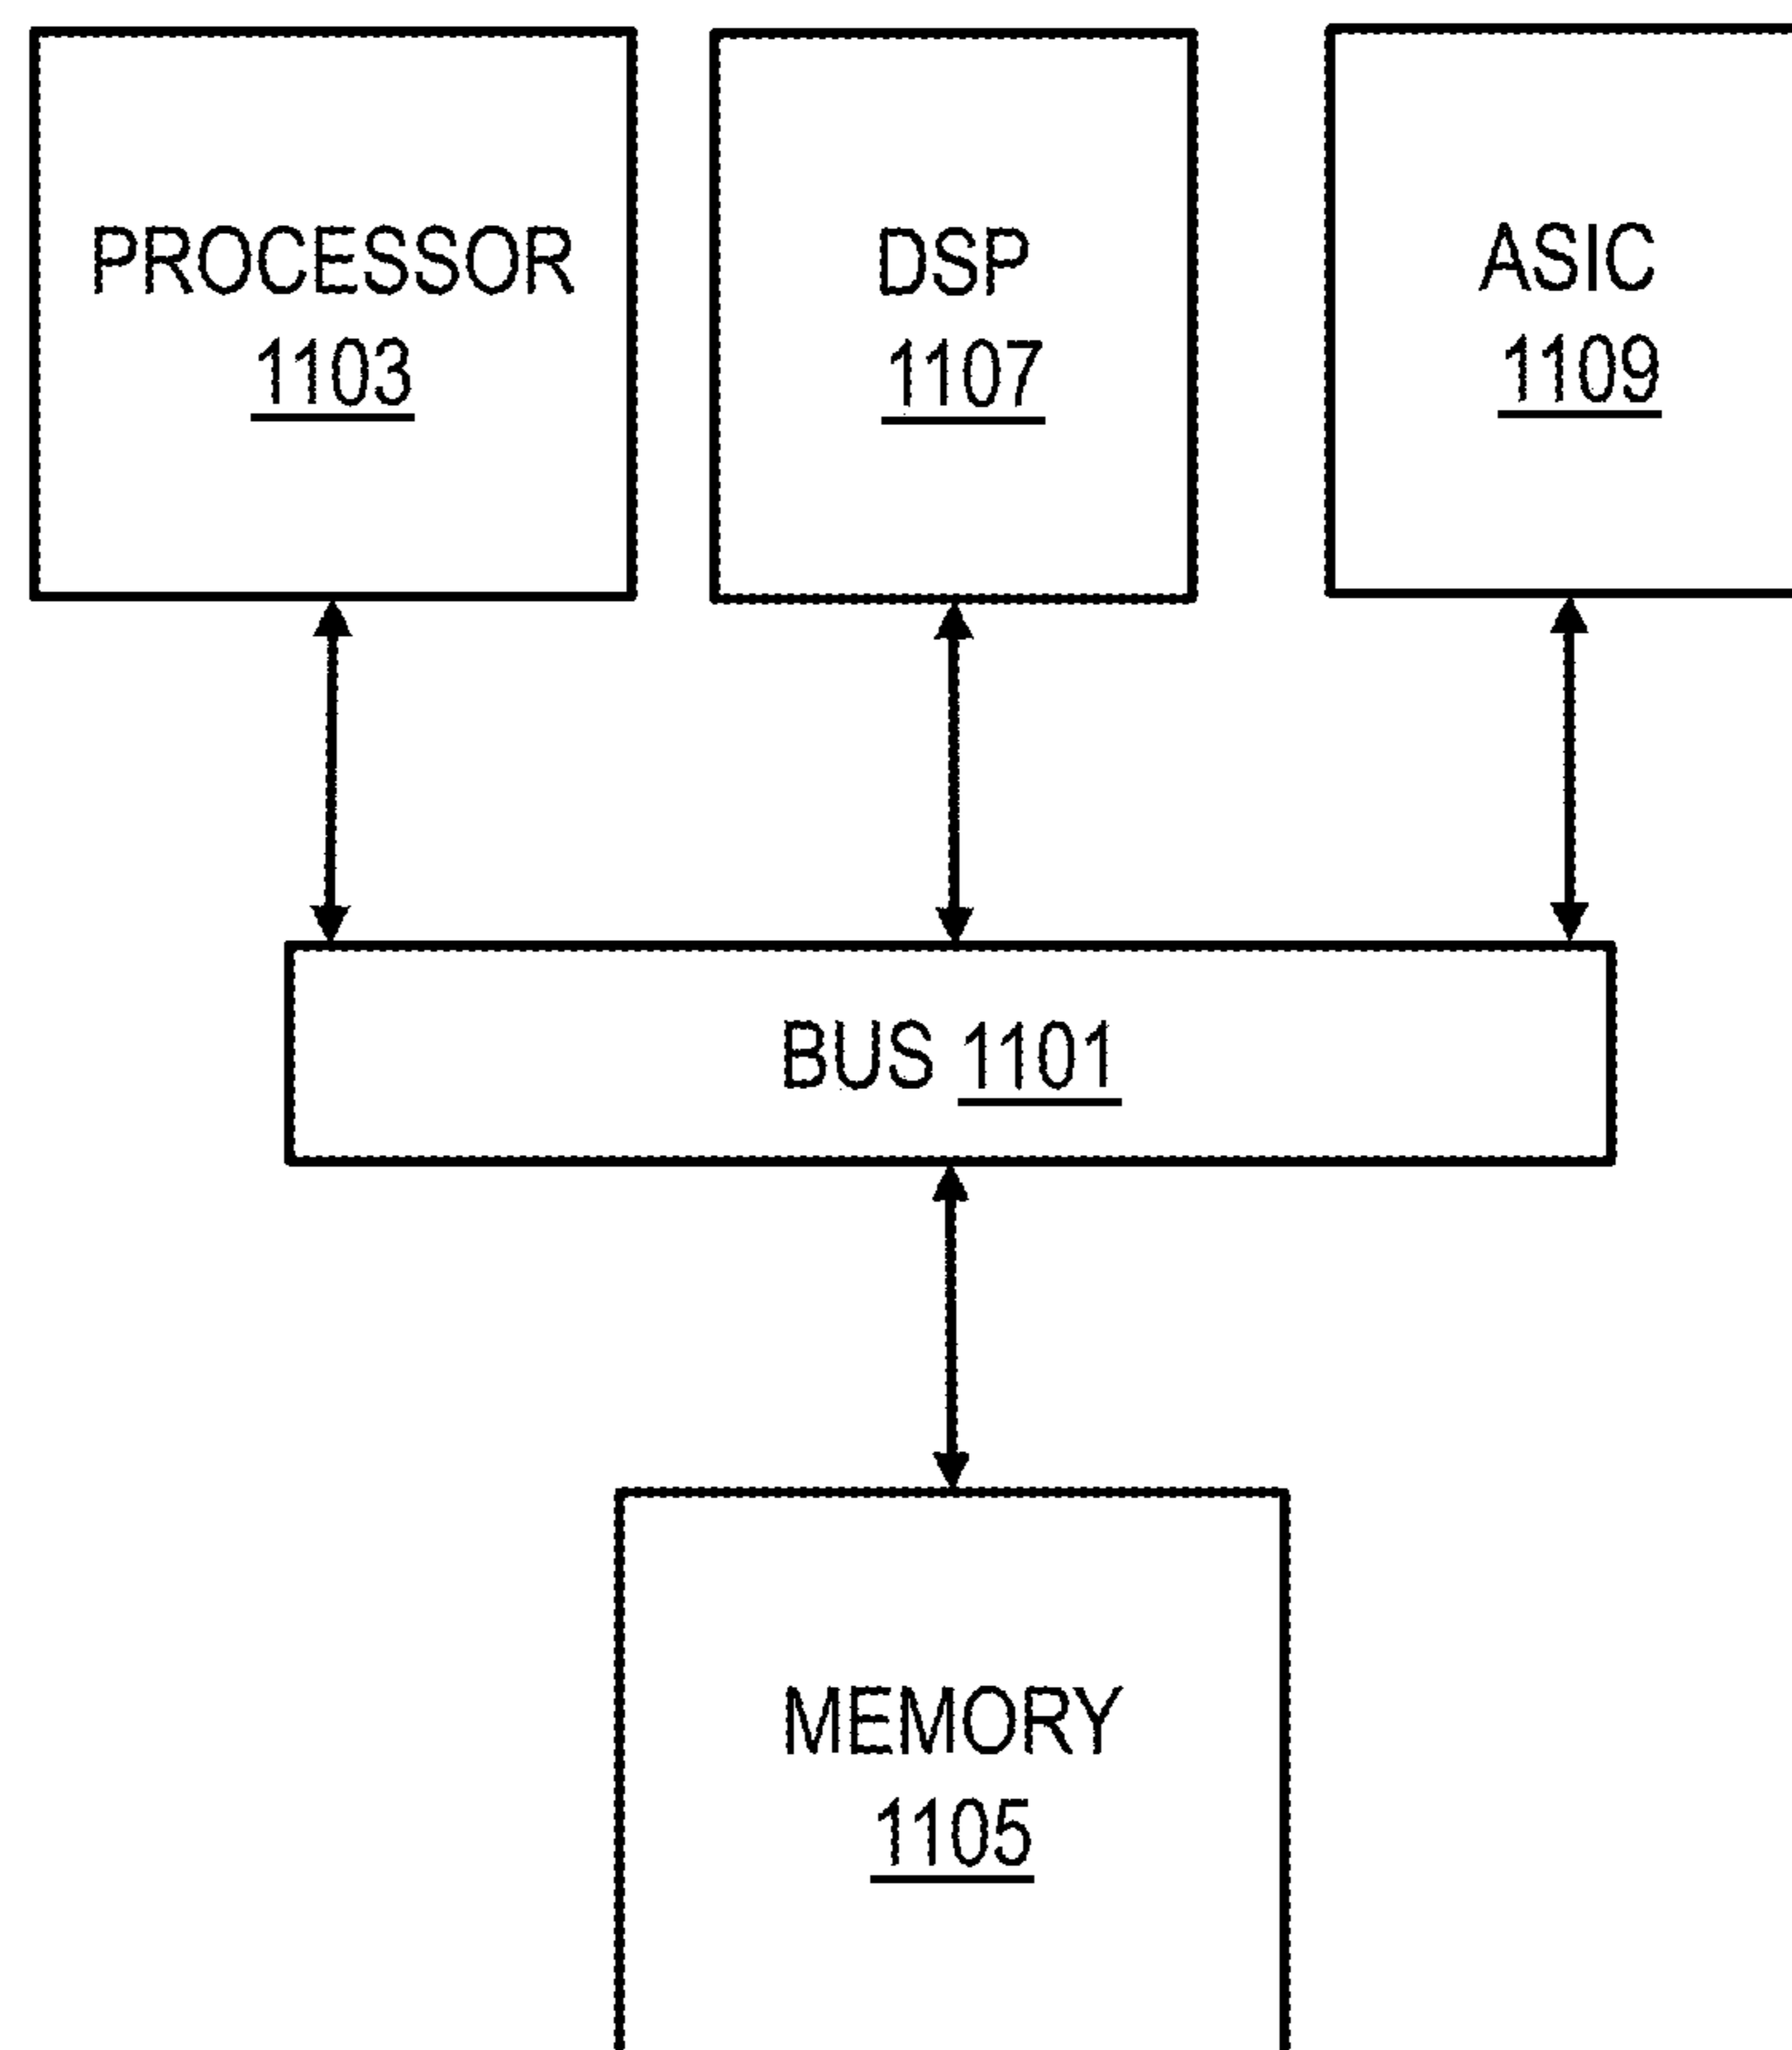 PROCESSOR
1103
DSP
1107
ASIC
1109
BUS 1101
MEMORY
1105